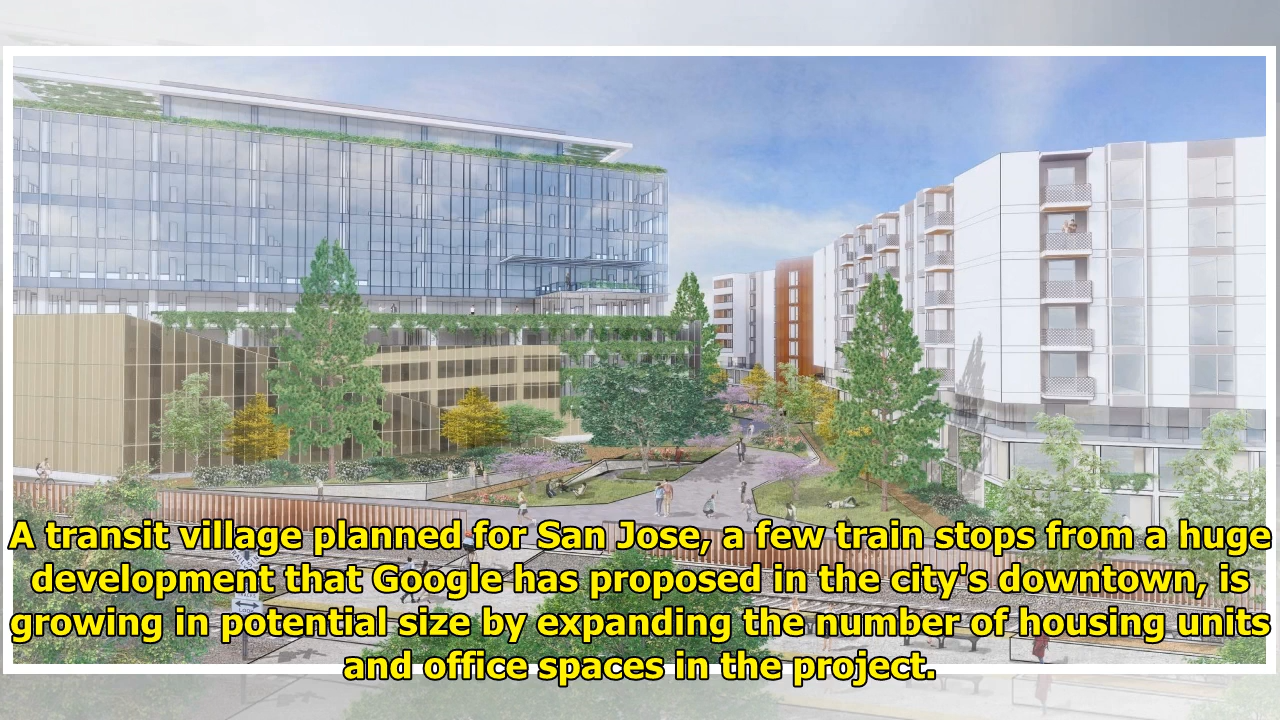 A transit village planned for San Jose, a few train stops from a huge
development that Google has proposed in the city's downtown, is
growing in potential size by expanding the number of housing units
and office spaces in the project.
LOOK